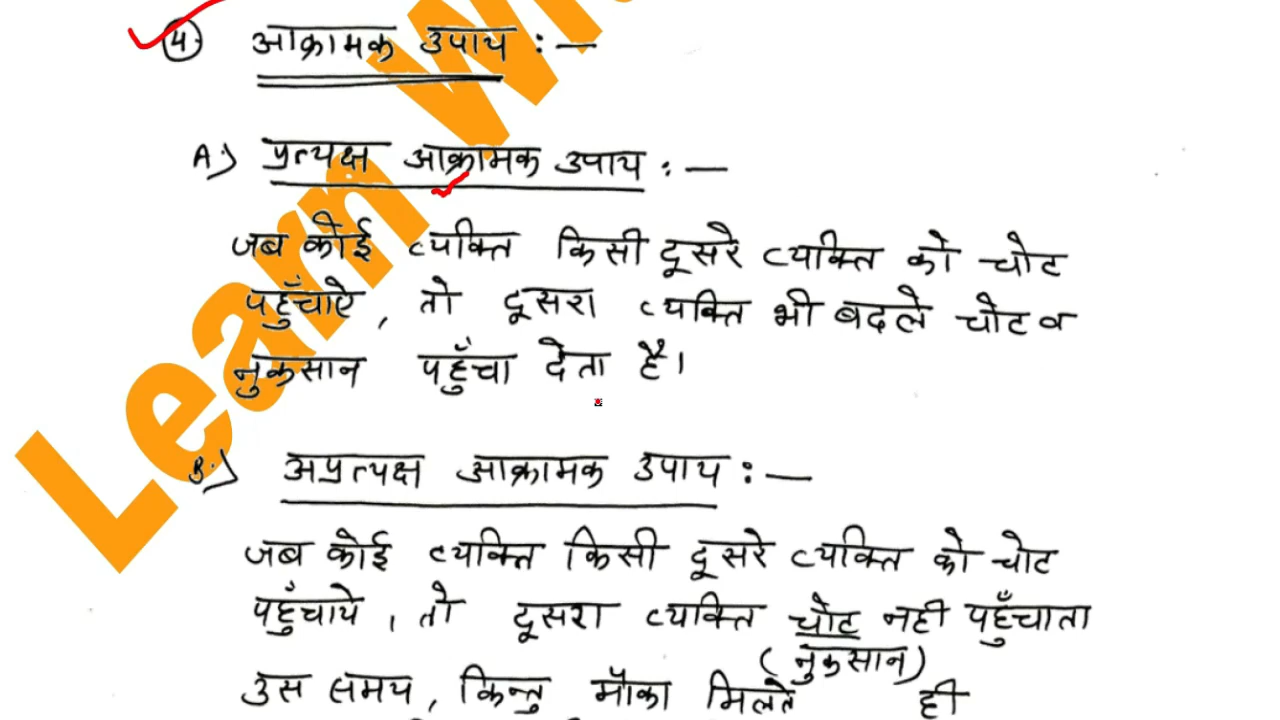 4. आक्रामक उपाय :—
A.) प्रत्यक्ष आक्रामक उपाय :—
जब कोई व्यक्ति किसी दूसरे व्यक्ति को चोट
पहुँचाऐ, तो दूसरा व्यक्ति भी बदले चोट व
नुकसान पहुँचा देता है।
B.) अप्रत्यक्ष आक्रामक उपाय :—
जब कोई व्यक्ति किसी दूसरे व्यक्ति को चोट
पहुंचाये, तो दूसरा व्यक्ति चोट नही पहुँचाता
(नुकसान)
उस समय, किन्तु मौका मिलते ही
Learn